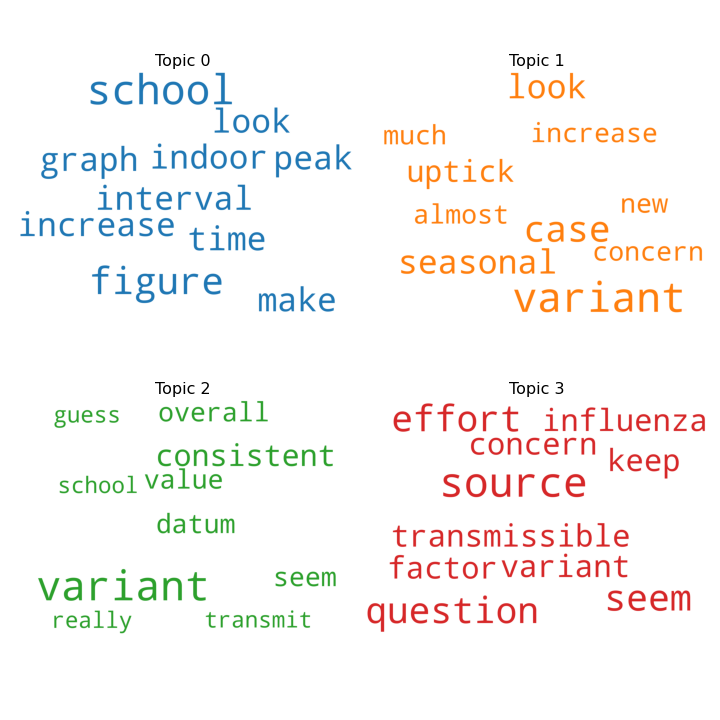 Topic 0
school
look
graph indoor peak
interval
increase
time
figure
make
Topic 1
look
much
increase
uptick
new
almost
case
concern
seasonal
variant
Topic 2
guess
overall
consistent
school
value
datum
variant
seem
really
transmit
Topic 3
effort
influenza
concern
keep
source
transmissible
factor
variant
question
seem